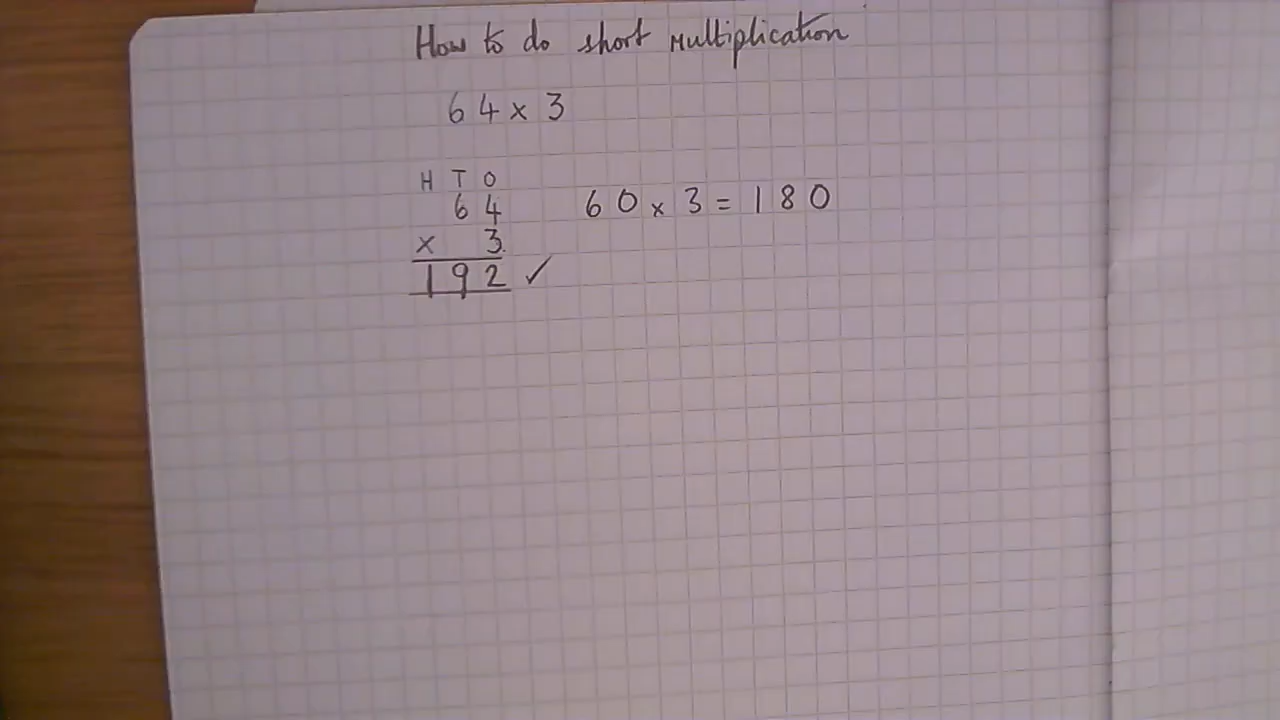 How to do short Multiplication
64 x 3
H T O
64
x 3
192 ✓
60 x 3 = 180